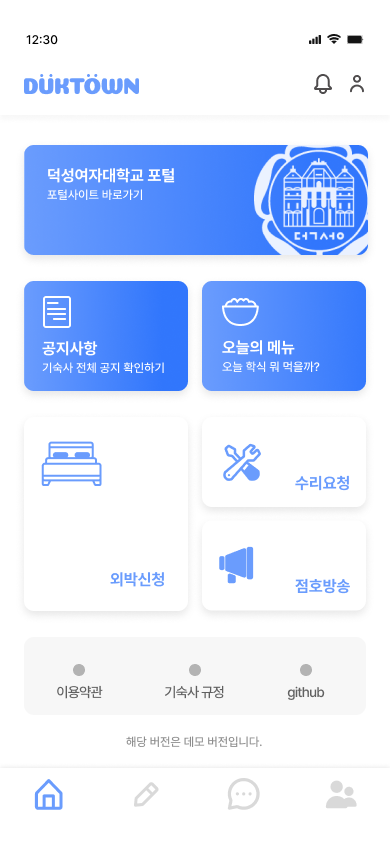 12:30
DÜKTÖWN
덕성여자대학교 포털
포털사이트 바로가기
공지사항
기숙사 전체 공지 확인하기
오늘의 메뉴
오늘 학식 뭐 먹을까?
외박신청
수리요청
점호방송
이용약관
기숙사 규정
github
해당 버전은 데모 버전입니다.